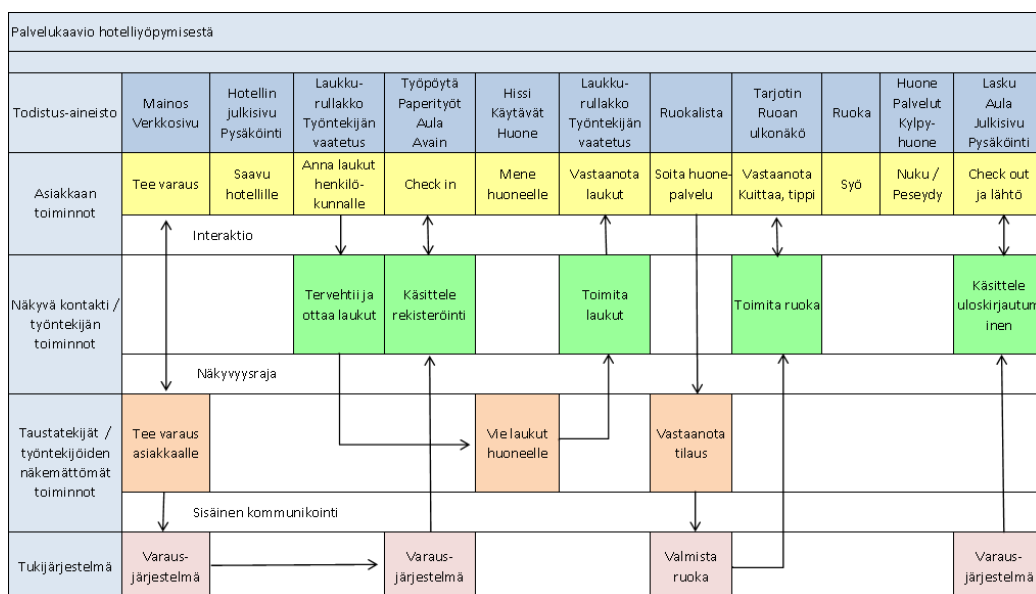 Palvelukaavio hotelliyöpymisestä
Todistus-aineisto
Mainos
Verkkosivu
Hotellin
julkisivu
Pysäköinti
Laukku-
rullakko
Työntekijän
vaatetus
Työpöytä
Paperityöt
Aula
Avain
Hissi
Käytävät
Huone
Laukku-
rullakko
Työntekijän
vaatetus
Ruokalista
Tarjotin
Ruoan
ulkonäkö
Ruoka
Huone
Palvelut
Kylpy-
huone
Lasku
Aula
Julkisivu
Pysäköinti
Asiakkaan
toiminnot
Tee varaus
Saavu
hotellille
Anna laukut
henkilö-
kunnalle
Check in
Mene
huoneelle
Vastaanota
laukut
Soita huone-
palvelu
Vastaanota
Kuittaa, tippi
Syö
Nuku /
Peseydy
Check out
ja lähtö
Interaktio
Näkyvä kontakti /
työntekijän
toiminnot
Tervehtii ja
ottaa laukut
Käsittele
rekisteröinti
Toimita
laukut
Toimita ruoka
Käsittele
uloskirjautum
inen
Näkyvyysraja
Taustatekijät /
työntekijöiden
näkemättömät
toiminnot
Tee varaus
asiakkaalle
Vie laukut
huoneelle
Vastaanota
tilaus
Sisäinen kommunikointi
Tukijärjestelmä
Varaus-
järjestelmä
Varaus-
järjestelmä
Valmista
ruoka
Varaus-
järjestelmä